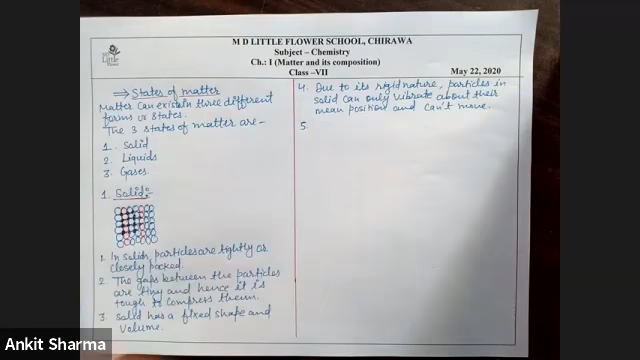 M D LITTLE FLOWER SCHOOL, CHIRAWA
Subject – Chemistry
Ch.: I (Matter and its composition)
Class –VII
May 22, 2020
Little
Flower
⇒ States of matter
Matter can exist in three different
forms or states.
The 3 states of matter are –
1. Solid
2. Liquids
3. Gases
1. Solid:-
1. In solid, particles are tightly or
closely packed.
2. The gaps between the particles
are tiny and hence it is
tough to compress them.
3. Solid has a fixed shape and
volume.
4. Due to its rigid nature, particles in
solid can only vibrate about their
mean position and can't move.
5.
Ankit Sharma